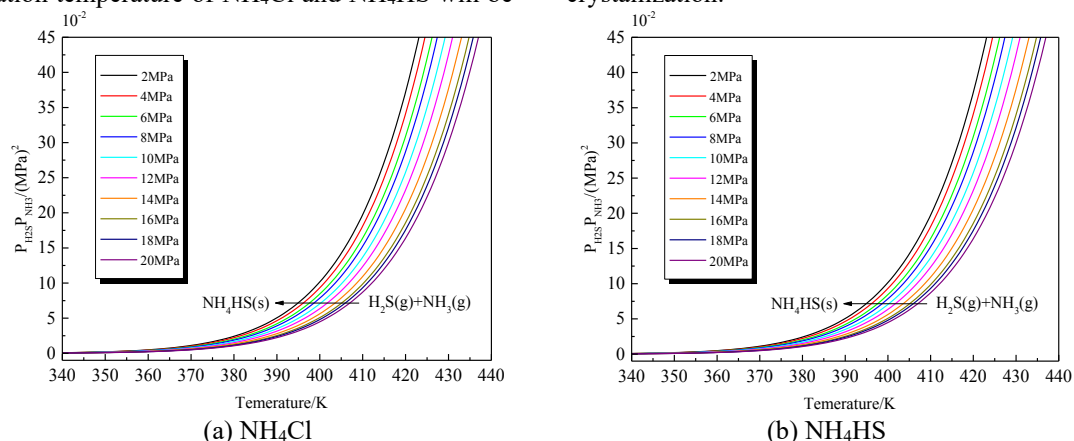 ation temperature of NH4Cl and NH4HS will be
crystallization.
10-2
45
40
35
30
25
20
15
10
5
0
PH2SPNH3/(MPa)2
2MPa
4MPa
6MPa
8MPa
10MPa
12MPa
14MPa
16MPa
18MPa
20MPa
NH4HS(s)
H2S(g)+NH3(g)
340 350 360 370 380 390 400 410 420 430 440
Temerature/K
(a) NH4Cl
10-2
45
40
35
30
25
20
15
10
5
0
PH2SPNH3/(MPa)2
2MPa
4MPa
6MPa
8MPa
10MPa
12MPa
14MPa
16MPa
18MPa
20MPa
NH4HS(s)
H2S(g)+NH3(g)
340 350 360 370 380 390 400 410 420 430 440
Temerature/K
(b) NH4HS